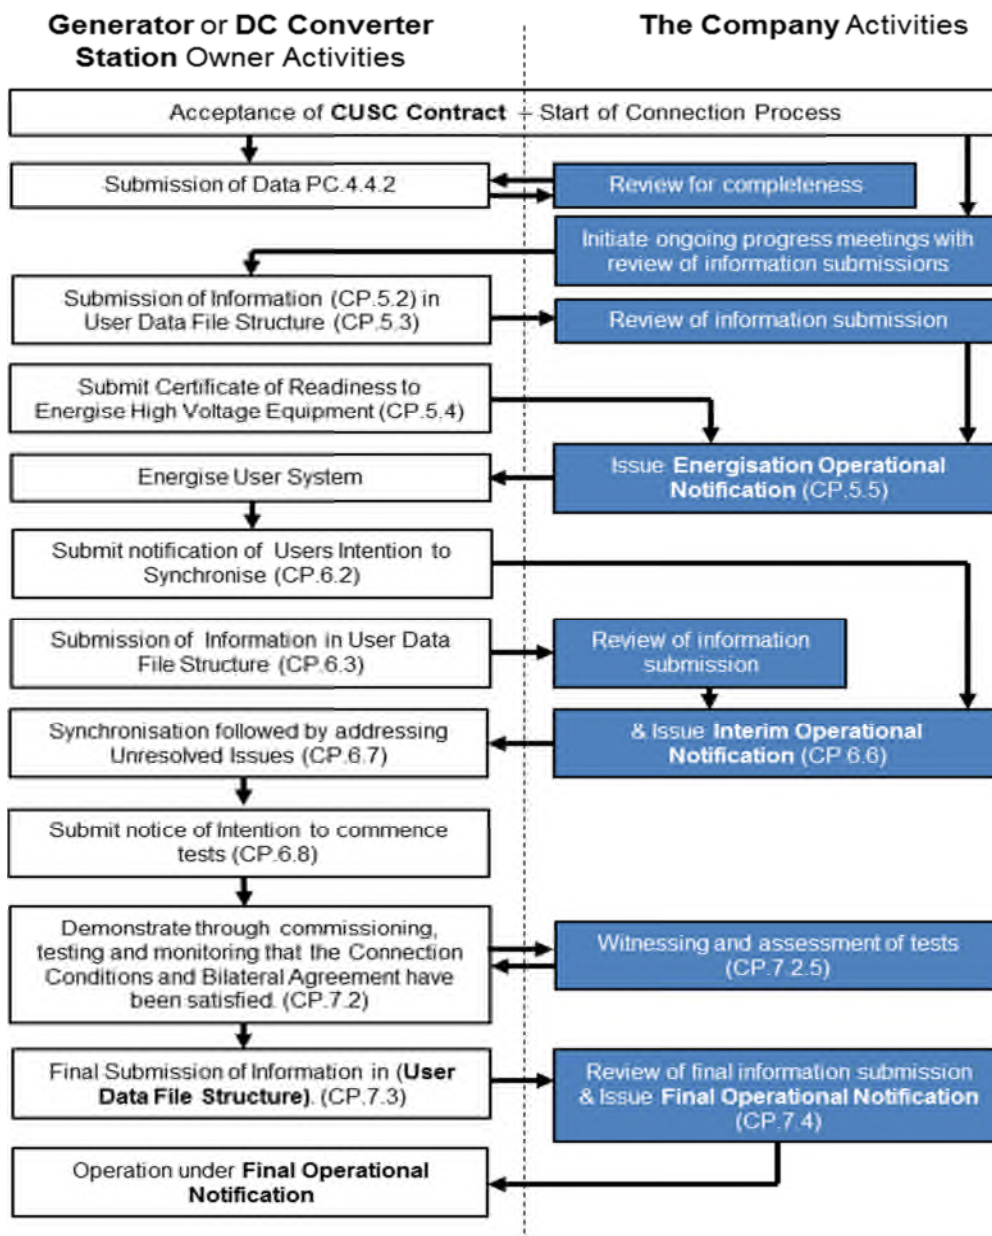 Generator or DC Converter
Station Owner Activities
The Company Activities
Acceptance of CUSC Contract – Start of Connection Process
Submission of Data PC.4.4.2
Review for completeness
Initiate ongoing progress meetings with
review of information submissions
Submission of Information (CP.5.2) in
User Data File Structure (CP.5.3)
Review of information submission
Submit Certificate of Readiness to
Energise High Voltage Equipment (CP.5.4)
Issue Energisation Operational
Notification (CP.5.5)
Energise User System
Submit notification of Users Intention to
Synchronise (CP.6.2)
Submission of Information in User Data
File Structure (CP.6.3)
Review of information
submission
Synchronisation followed by addressing
Unresolved Issues (CP.6.7)
& Issue Interim Operational
Notification (CP 6.6)
Submit notice of Intention to commence
tests (CP.6.8)
Demonstrate through commissioning,
testing and monitoring that the Connection
Conditions and Bilateral Agreement have
been satisfied. (CP.7.2)
Witnessing and assessment of tests
(CP.7.2.5)
Final Submission of Information in (User
Data File Structure). (CP.7.3)
Review of final information submission
& Issue Final Operational Notification
(CP.7.4)
Operation under Final Operational
Notification